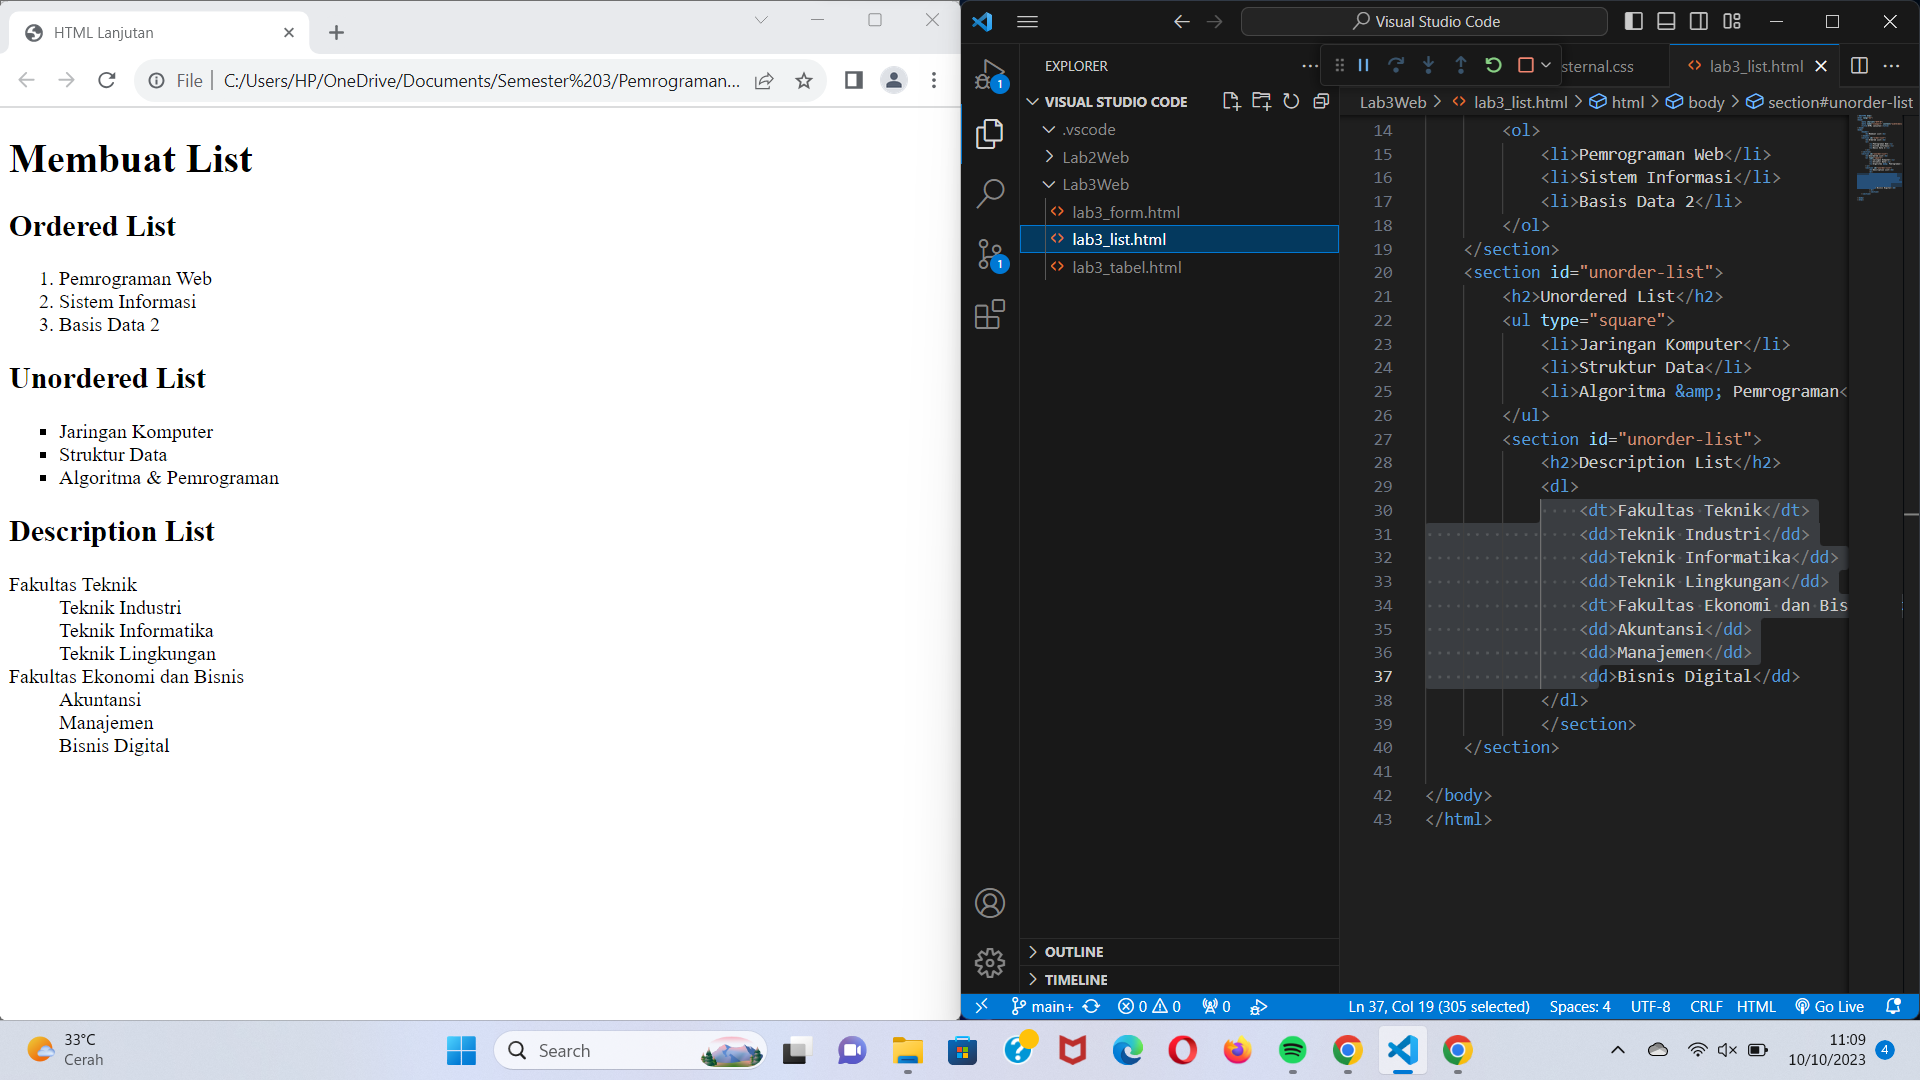 HTML Lanjutan
File
C:/Users/HP/OneDrive/Documents/Semester%203/Pemrograman...
Membuat List
Ordered List
1. Pemrograman Web
2. Sistem Informasi
3. Basis Data 2
Unordered List
Jaringan Komputer
Struktur Data
Algoritma & Pemrograman
Description List
Fakultas Teknik
Teknik Industri
Teknik Informatika
Teknik Lingkungan
Fakultas Ekonomi dan Bisnis
Akuntansi
Manajemen
Bisnis Digital
Visual Studio Code
1
1
EXPLORER
VISUAL STUDIO CODE
.vscode
Lab2Web
Lab3Web
lab3_form.html
lab3_list.html
lab3_tabel.html
OUTLINE
TIMELINE
sternal.css
lab3_list.html
Lab3Web > lab3_list.html > html > body > section#unorder-list
14 <ol>
15 <li>Pemrograman Web</li>
16 <li>Sistem Informasi</li>
17 <li>Basis Data 2</li>
18 </ol>
19 </section>
20 <section id="unorder-list">
21 <h2>Unordered List</h2>
22 <ul type="square">
23 <li>Jaringan Komputer</li>
24 <li>Struktur Data</li>
25 <li>Algoritma &amp; Pemrograman<
26 </ul>
27 <section id="unorder-list">
28 <h2>Description List</h2>
29 <dl>
30 <dt>Fakultas Teknik</dt>
31 <dd>Teknik Industri</dd>
32 <dd>Teknik Informatika</dd>
33 <dd>Teknik Lingkungan</dd>
34 <dt>Fakultas Ekonomi dan Bis
35 <dd>Akuntansi</dd>
36 <dd>Manajemen</dd>
37 <dd>Bisnis Digital</dd>
38 </dl>
39 </section>
40 </section>
41
42 </body>
43 </html>
main+ 0 0 0 Ln 37, Col 19 (305 selected) Spaces: 4 UTF-8 CRLF HTML Go Live
33°C
Cerah
Search
11:09
10/10/2023
4